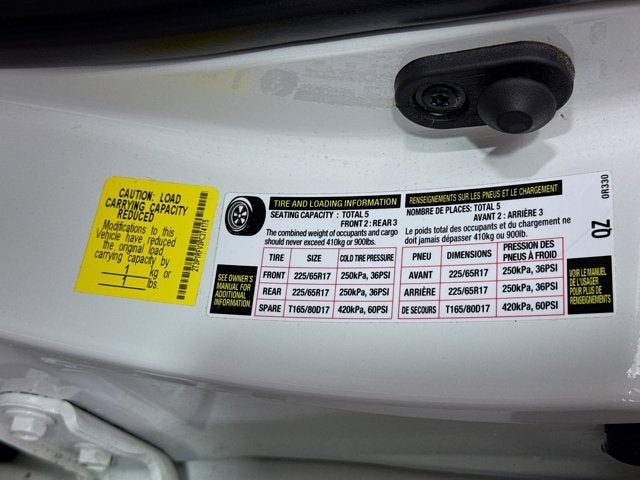 CAUTION: LOAD
CARRYING CAPACITY
REDUCED
Modifications to this
vehicle have reduced
the original load
carrying capacity by
1 kg or
1 lbs.
TIRE AND LOADING INFORMATION
SEATING CAPACITY : TOTAL 5
FRONT 2 : REAR 3
The combined weight of occupants and cargo
should never exceed 410kg or 900lbs.
RENSEIGNEMENTS SUR LES PNEUS ET LE CHARGEMENT
NOMBRE DE PLACES: TOTAL 5
AVANT 2 : ARRIÈRE 3
Le poids total des occupants et du chargement ne
doit jamais dépasser 410kg ou 900lb.
SEE OWNER'S
MANUAL FOR
ADDITIONAL
INFORMATION.
TIRE SIZE COLD TIRE PRESSURE
FRONT 225/65R17 250kPa, 36PSI
REAR 225/65R17 250kPa, 36PSI
SPARE T165/80D17 420kPa, 60PSI
PNEU DIMENSIONS PRESSION DES
PNEUS À FROID
AVANT 225/65R17 250kPa, 36PSI
ARRIÈRE 225/65R17 250kPa, 36PSI
DE SECOURS T165/80D17 420kPa, 60PSI
VOIR LE MANUEL
DE L'USAGER
POUR PLUS DE
RENSEIGNEMENTS
QZ
0R330